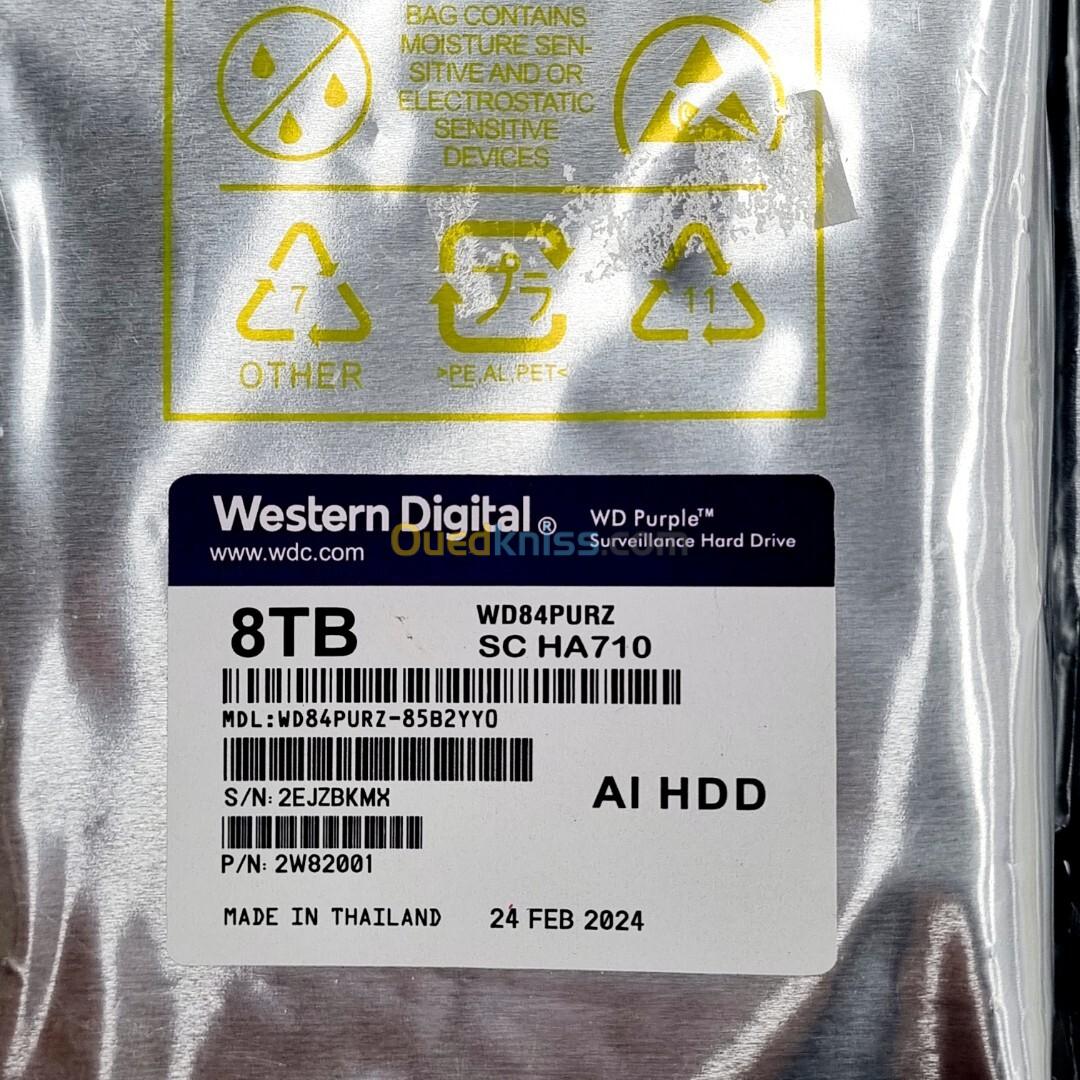 BAG CONTAINS
MOISTURE SEN-
SITIVE AND OR
ELECTROSTATIC
SENSITIVE
DEVICES
7
プラ
11
OTHER
>PE,AL,PET<
Western Digital®
WD Purple™
www.wdc.com
Surveillance Hard Drive
Ouedkniss.com
8TB
WD84PURZ
SC HA710
MDL:WD84PURZ-85B2YY0
S/N: 2EJZBKMX
AI HDD
P/N: 2W82001
MADE IN THAILAND
24 FEB 2024